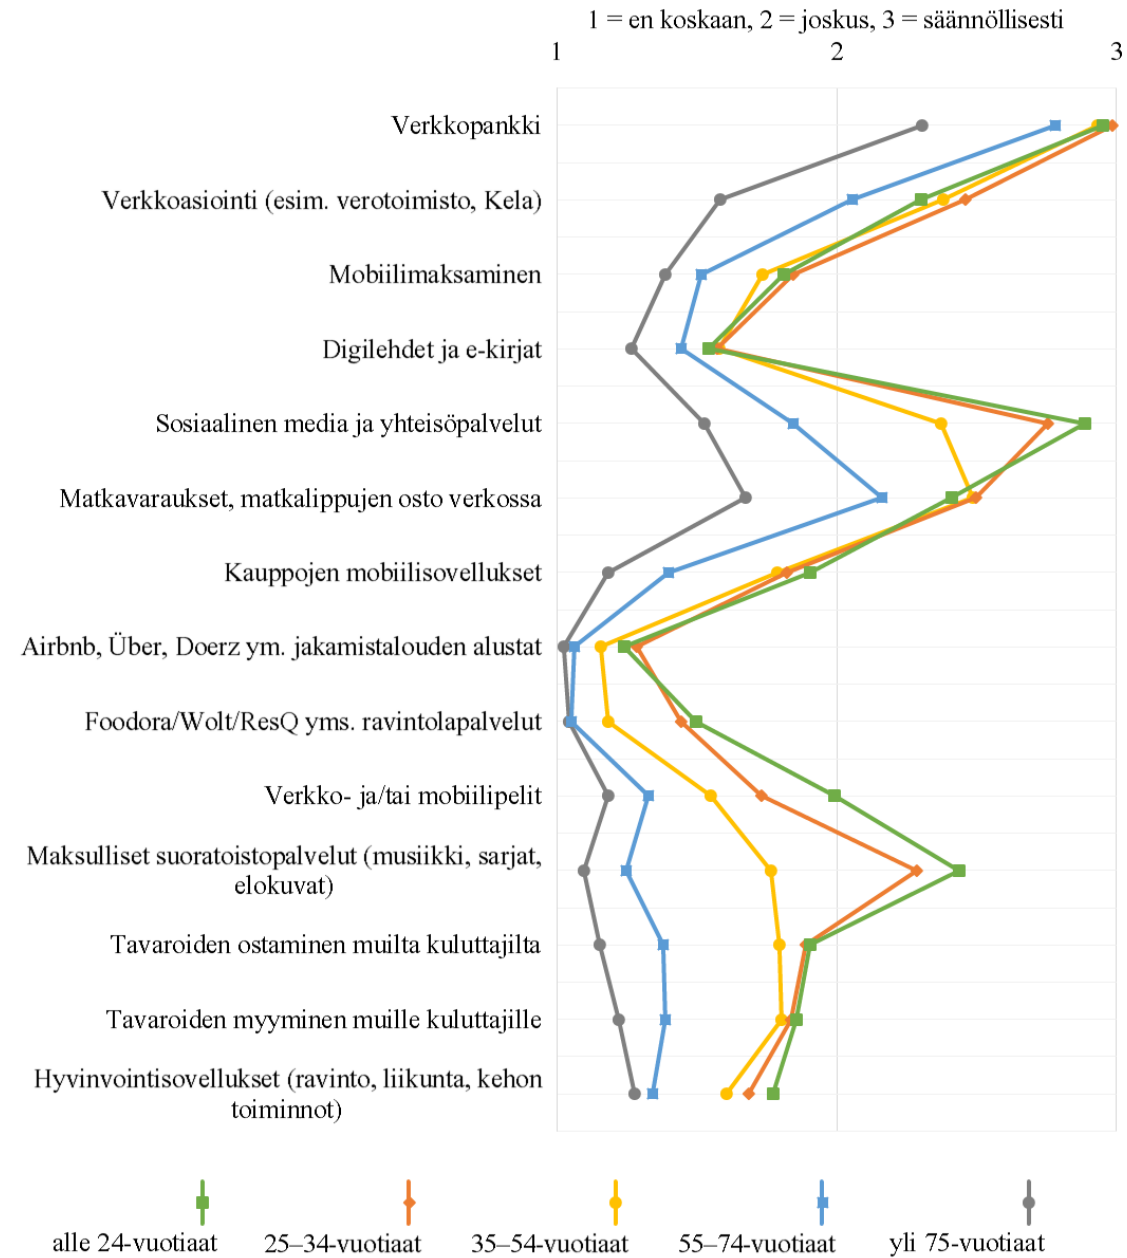 1 = en koskaan, 2 = joskus, 3 = säännöllisesti
1 2 3
Verkkopankki
Verkkoasiointi (esim. verotoimisto, Kela)
Mobiilimaksaminen
Digilehdet ja e-kirjat
Sosiaalinen media ja yhteisöpalvelut
Matkavaraukset, matkalippujen osto verkossa
Kauppojen mobiilisovellukset
Airbnb, Über, Doerz ym. jakamistalouden alustat
Foodora/Wolt/ResQ yms. ravintolapalvelut
Verkko- ja/tai mobiilipelit
Maksulliset suoratoistopalvelut (musiikki, sarjat,
elokuvat)
Tavaroiden ostaminen muilta kuluttajilta
Tavaroiden myyminen muille kuluttajille
Hyvinvointisovellukset (ravinto, liikunta, kehon
toiminnot)
alle 24-vuotiaat 25–34-vuotiaat 35–54-vuotiaat 55–74-vuotiaat yli 75-vuotiaat